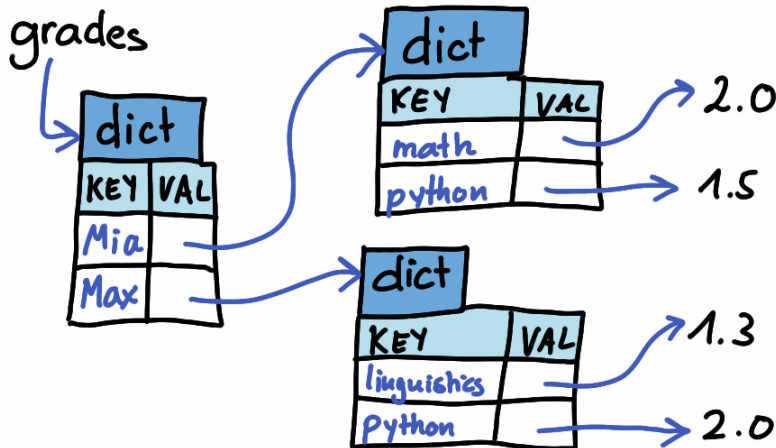 grades
dict
KEY VAL
Mia
Max
dict
KEY VAL
math 2.0
python 1.5
dict
KEY VAL
linguistics 1.3
python 2.0